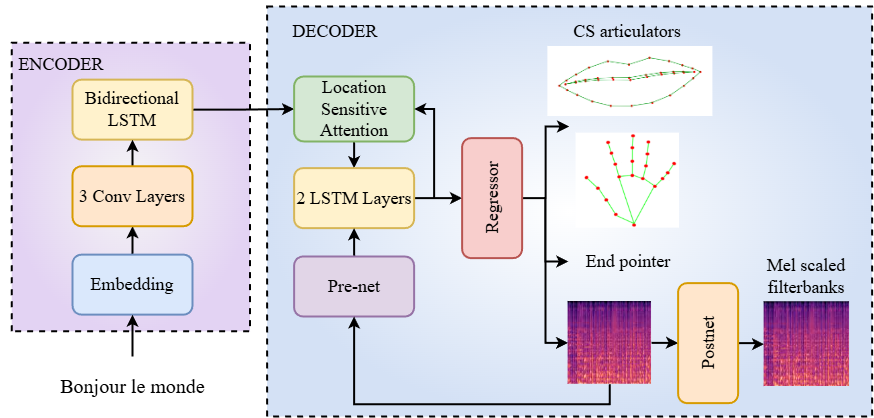 ENCODER
Bidirectional
LSTM
3 Conv Layers
Embedding
Bonjour le monde
DECODER
Location
Sensitive
Attention
2 LSTM Layers
Pre-net
Regressor
CS articulators
End pointer
Postnet
Mel scaled
filterbanks